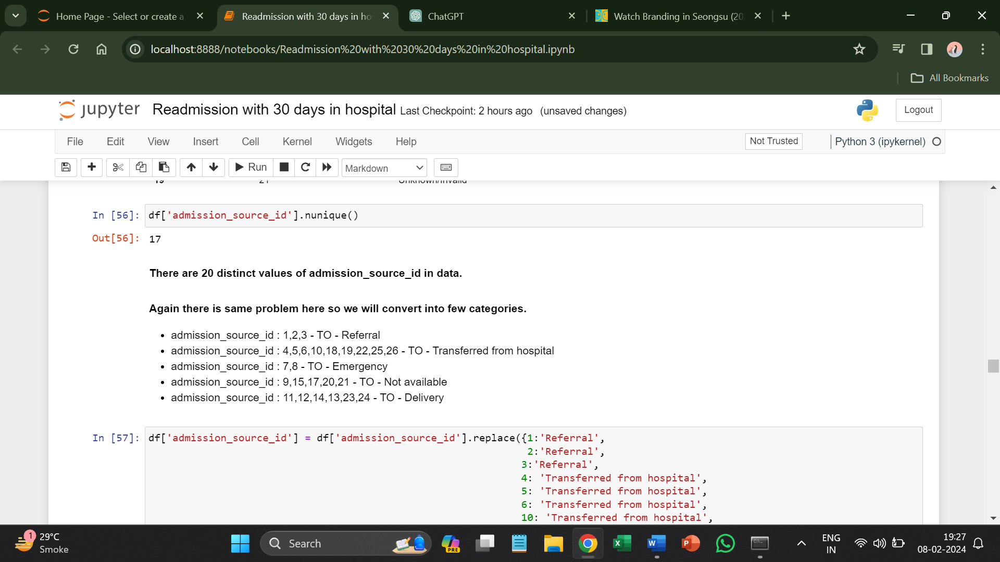 Home Page - Select or create a
Readmission with 30 days in ho
ChatGPT
Watch Branding in Seongsu (20
localhost:8888/notebooks/Readmission%20with%2030%20days%20in%20hospital.ipynb
All Bookmarks
jupyter Readmission with 30 days in hospital Last Checkpoint: 2 hours ago (unsaved changes)
Logout
File Edit View Insert Cell Kernel Widgets Help
Not Trusted
Python 3 (ipykernel)
Run
Markdown
19 21 Unknown/Invalid
In [56]: df['admission_source_id'].nunique()
Out[56]: 17
There are 20 distinct values of admission_source_id in data.
Again there is same problem here so we will convert into few categories.
• admission_source_id : 1,2,3 - TO - Referral
• admission_source_id : 4,5,6,10,18,19,22,25,26 - TO - Transferred from hospital
• admission_source_id : 7,8 - TO - Emergency
• admission_source_id : 9,15,17,20,21 - TO - Not available
• admission_source_id : 11,12,14,13,23,24 - TO - Delivery
In [57]: df['admission_source_id'] = df['admission_source_id'].replace({1:'Referral',
2:'Referral',
3:'Referral',
4: 'Transferred from hospital',
5: 'Transferred from hospital',
6: 'Transferred from hospital',
10: 'Transferred from hospital',
1
29°C
Smoke
Search
PRE
ENG
IN
19:27
08-02-2024